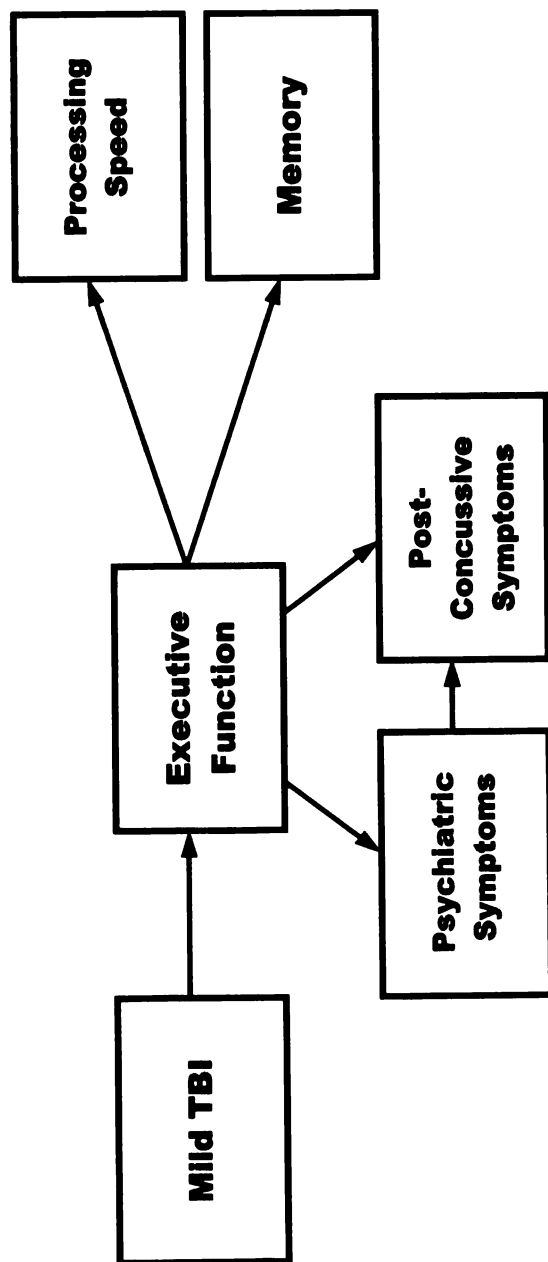 Mild TBI
Executive
Function
Processing
Speed
Memory
Psychiatric
Symptoms
Post-
Concussive
Symptoms